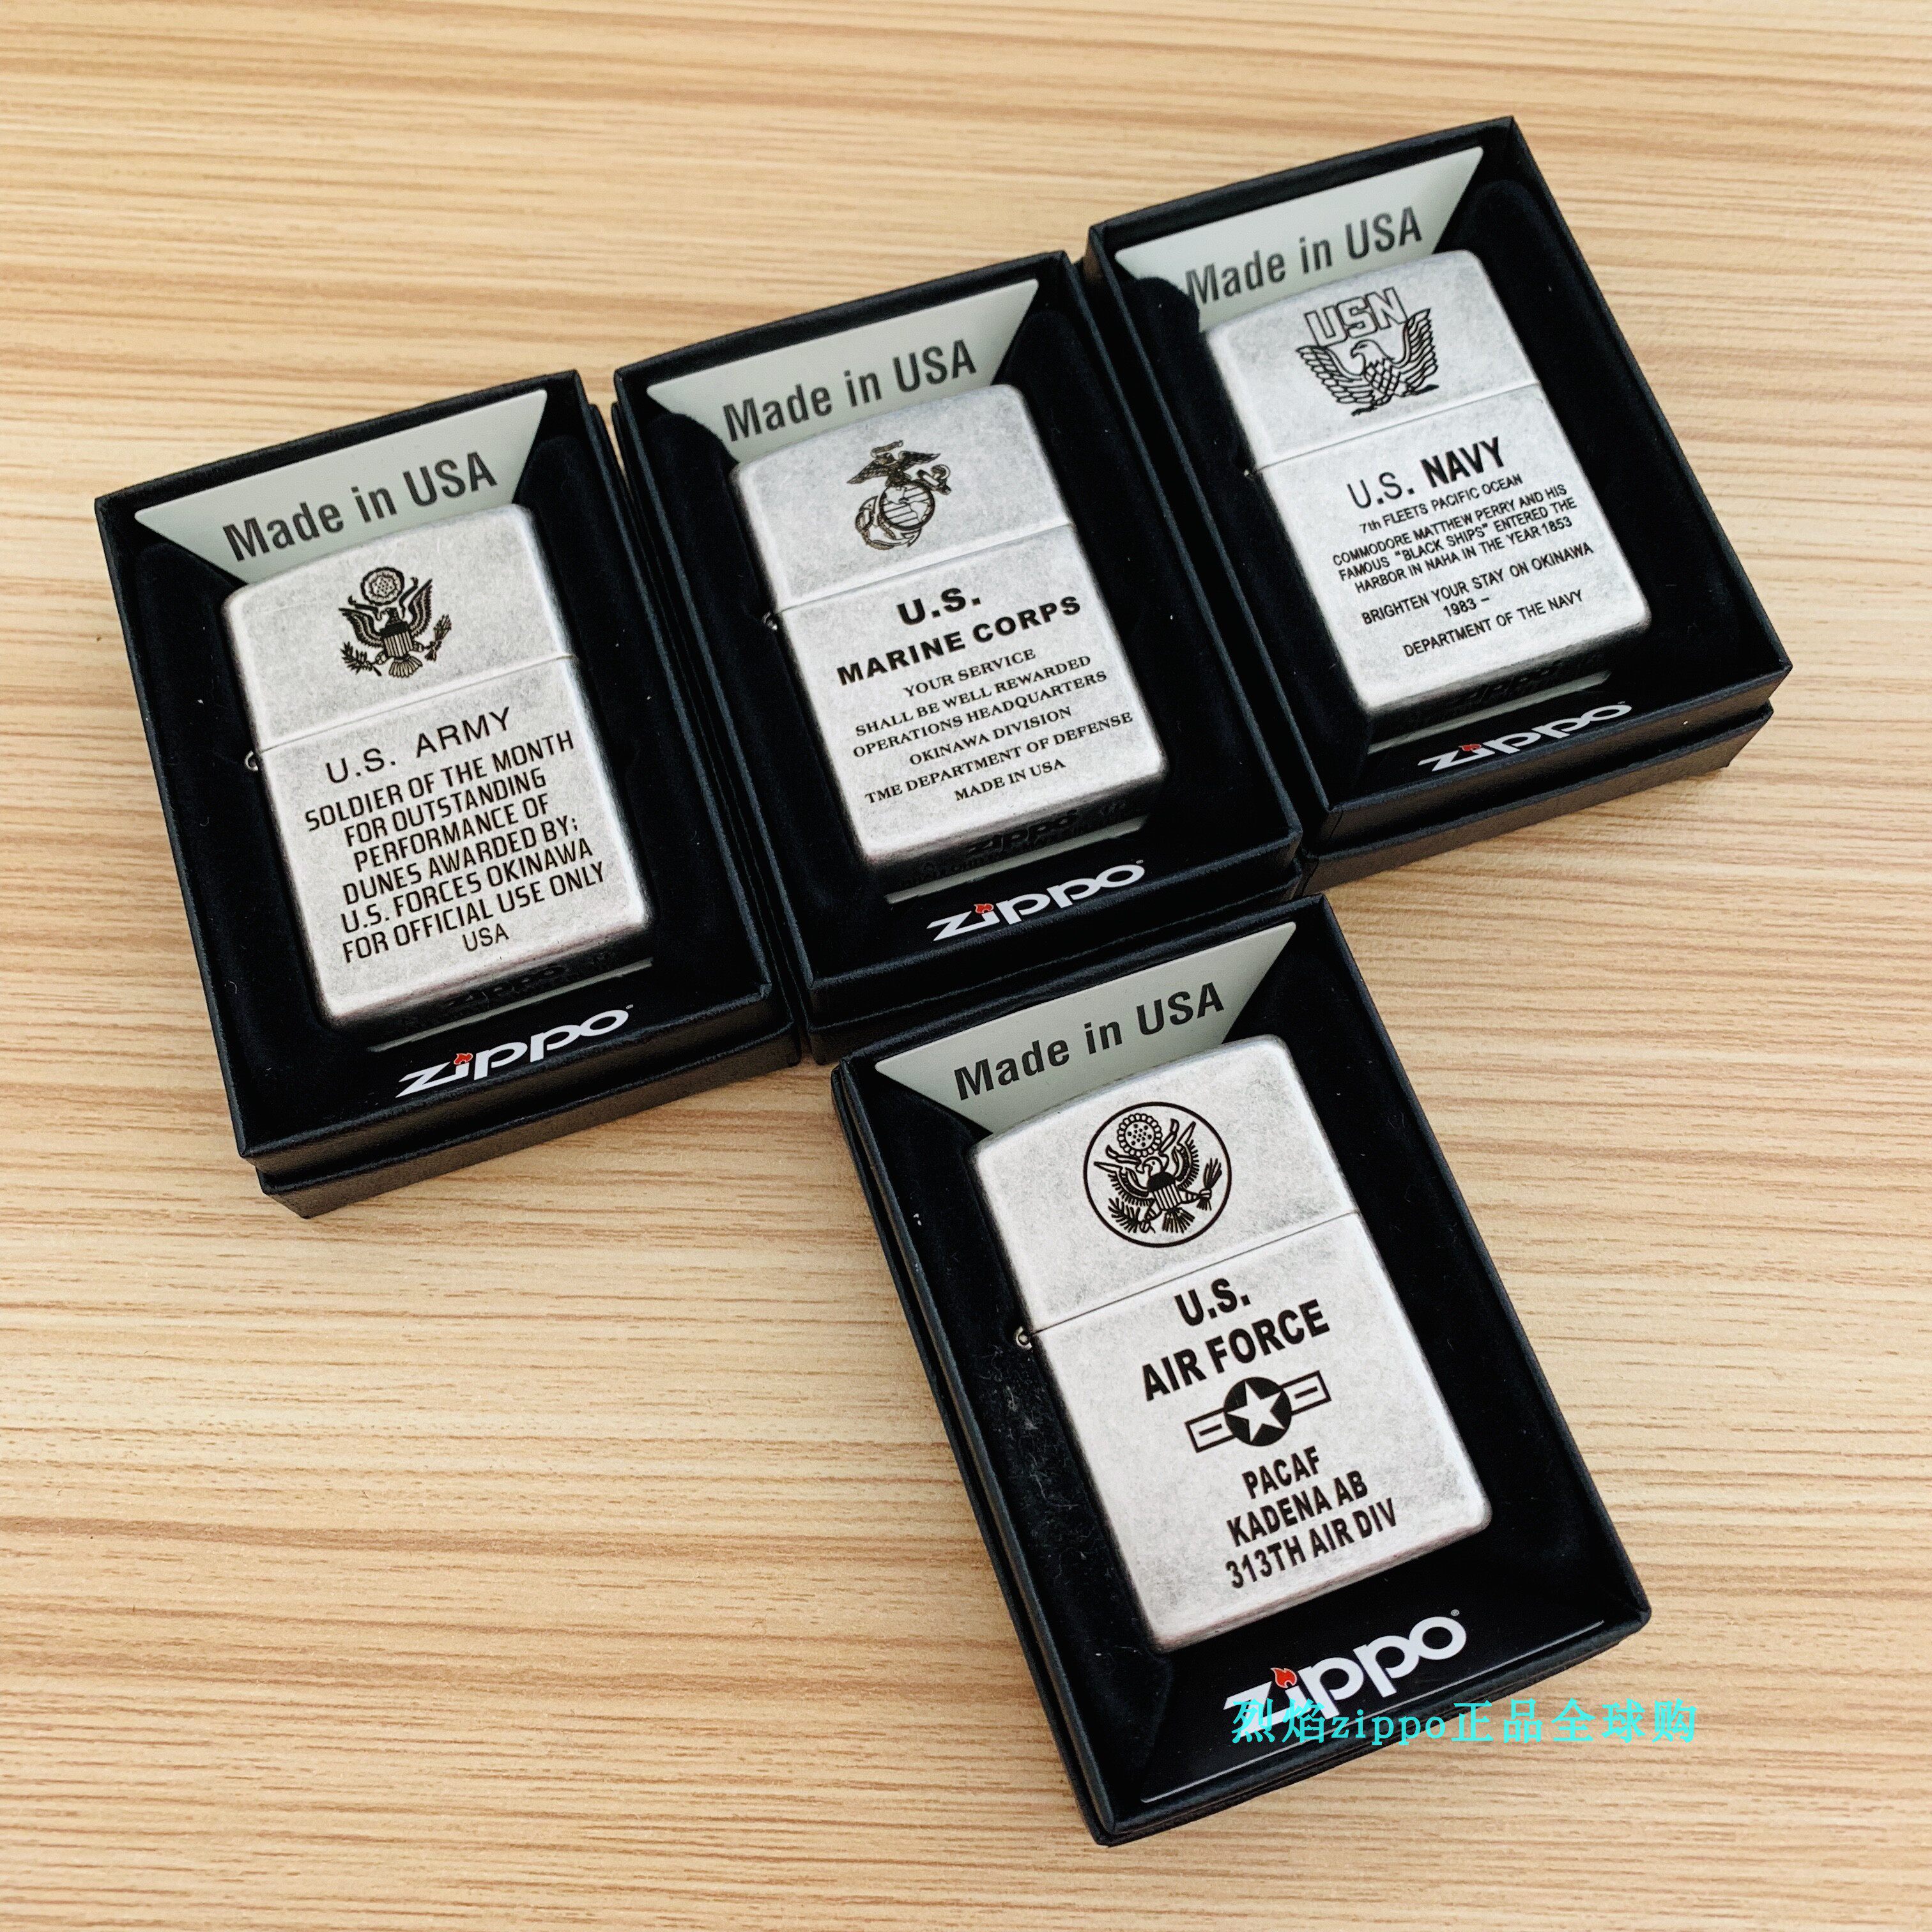 Made in USA
U.S. ARMY
SOLDIER OF THE MONTH
FOR OUTSTANDING
PERFORMANCE OF
DUNES AWARDED BY;
U.S. FORCES OKINAWA
FOR OFFICIAL USE ONLY
USA
zippo
zippo
Made in USA
U.S.
MARINE CORPS
YOUR SERVICE
SHALL BE WELL REWARDED
OPERATIONS HEADQUARTERS
OKINAWA DIVISION
TME DEPARTMENT OF DEFENSE
MADE IN USA
zippo
zippo
Made in USA
USN
U.S. NAVY
7th FLEETS PACIFIC OCEAN
COMMODORE MATTHEW PERRY AND HIS
FAMOUS "BLACK SHIPS" ENTERED THE
HARBOR IN NAHA IN THE YEAR 1853
BRIGHTEN YOUR STAY ON OKINAWA
1983 –
DEPARTMENT OF THE NAVY
zippo
zippo
Made in USA
U.S.
AIR FORCE
PACAF
KADENA AB
313TH AIR DIV
zippo
烈焰zippo正品全球购